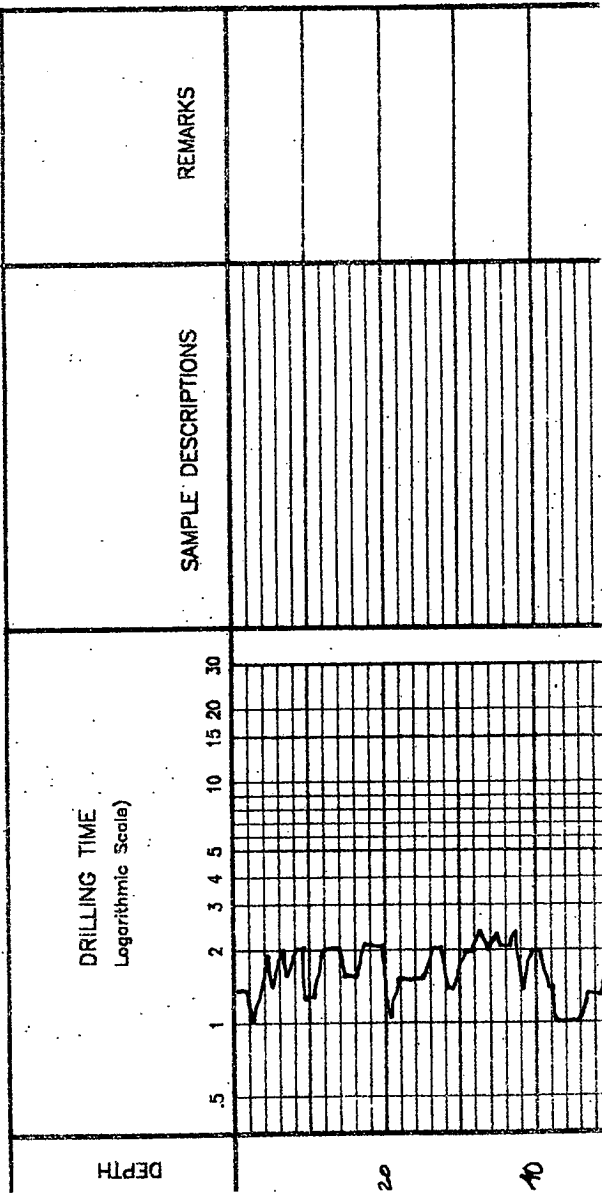 DEPTH
DRILLING TIME
Logarithmic Scale)
.5 1 2 3 4 5 10 15 20 30
SAMPLE DESCRIPTIONS
REMARKS
20
40